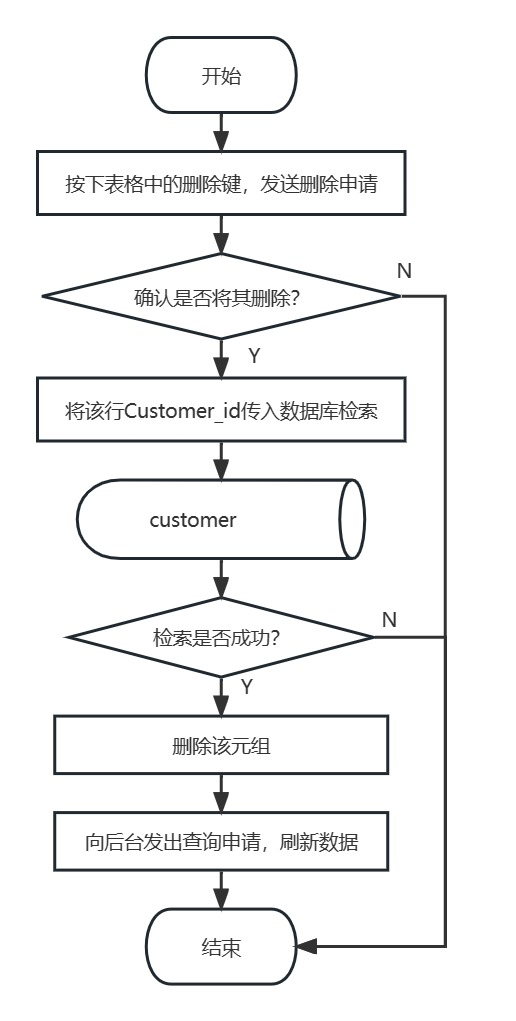 开始
按下表格中的删除键，发送删除申请
确认是否将其删除？
N
Y
将该行Customer_id传入数据库检索
customer
检索是否成功？
N
Y
删除该元组
向后台发出查询申请，刷新数据
结束